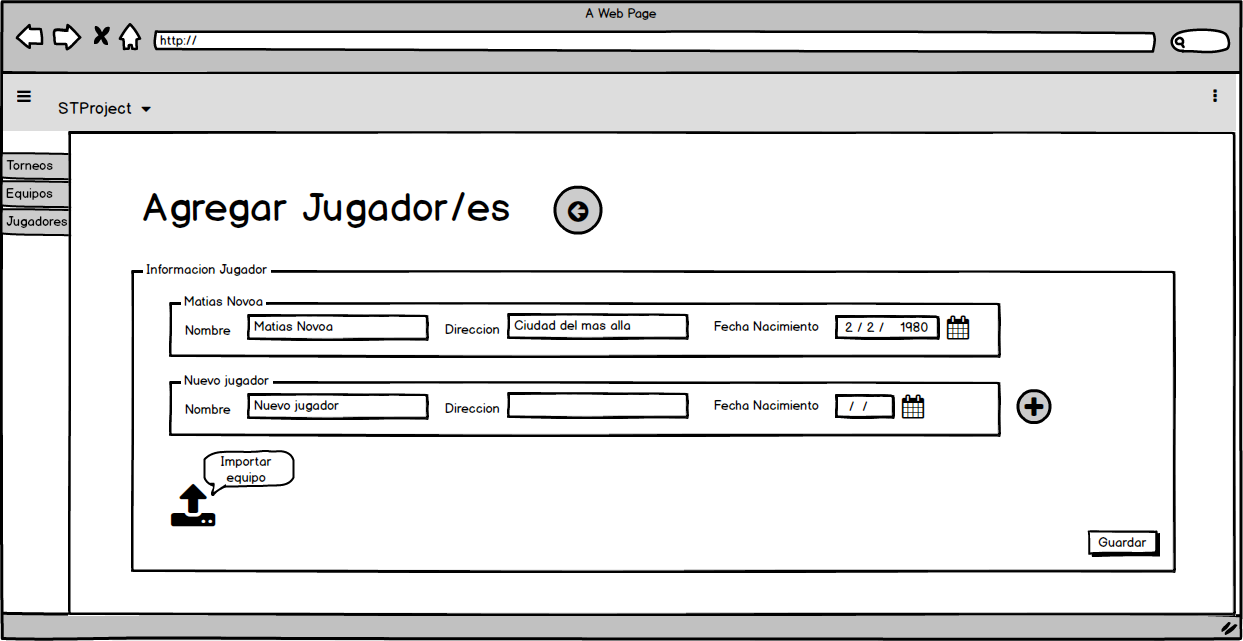 A Web Page
http://
STProject
Torneos
Equipos
Jugadores
Agregar Jugador/es
Informacion Jugador
Matias Novoa
Nombre Matias Novoa Direccion Ciudad del mas alla Fecha Nacimiento 2 / 2 / 1980
Nuevo jugador
Nombre Nuevo jugador Direccion Fecha Nacimiento / /
Importar
equipo
Guardar